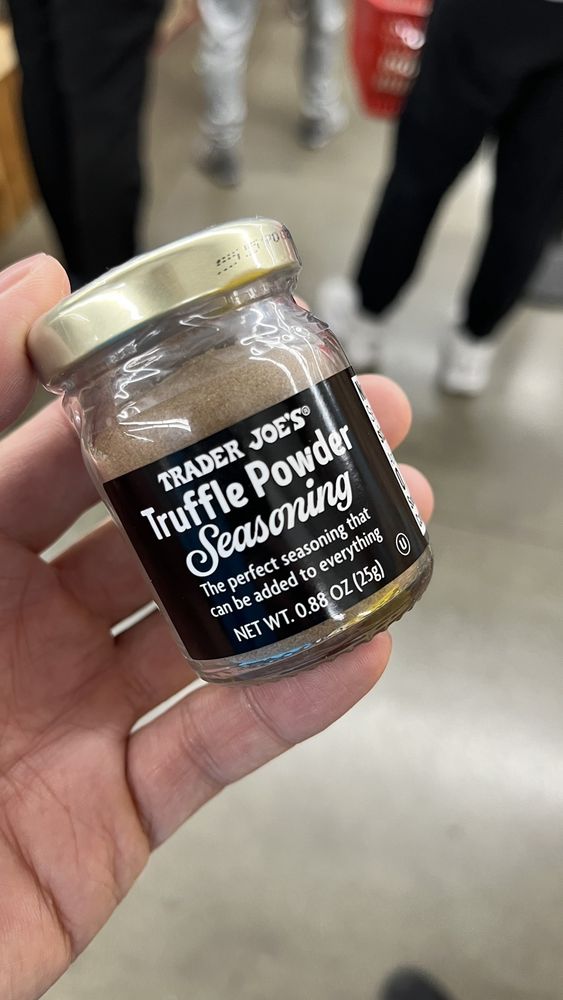 TRADER JOE'S®
Truffle Powder
Seasoning
The perfect seasoning that
can be added to everything
NET WT. 0.88 OZ (25g)
U